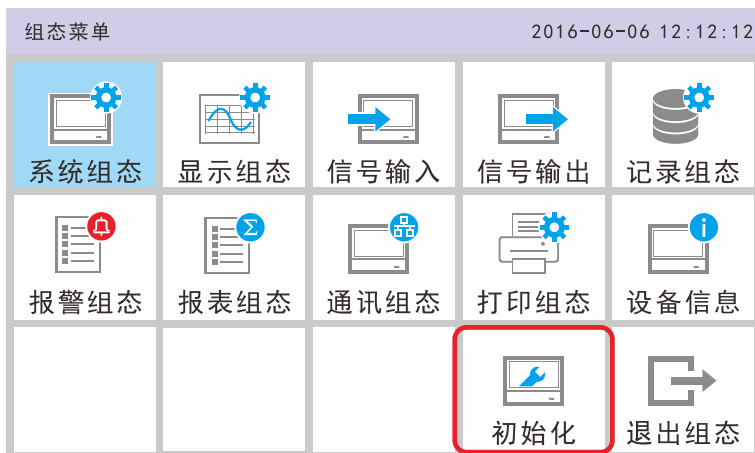 组态菜单 2016-06-06 12:12:12
系统组态 显示组态 信号输入 信号输出 记录组态
Σ i
报警组态 报表组态 通讯组态 打印组态 设备信息
初始化 退出组态